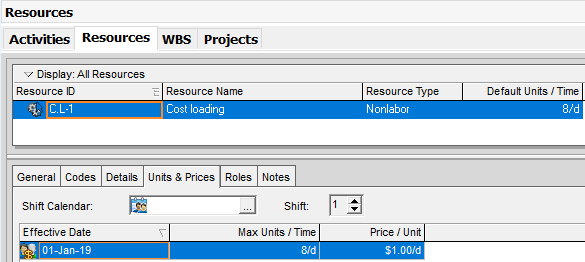 Resources
Activities Resources WBS Projects
Display: All Resources
Resource ID Resource Name Resource Type Default Units / Time
C.L-1 Cost loading Nonlabor 8/d
General Codes Details Units & Prices Roles Notes
Shift Calendar: ... Shift: 1
Effective Date Max Units / Time Price / Unit
01-Jan-19 8/d $1.00/d